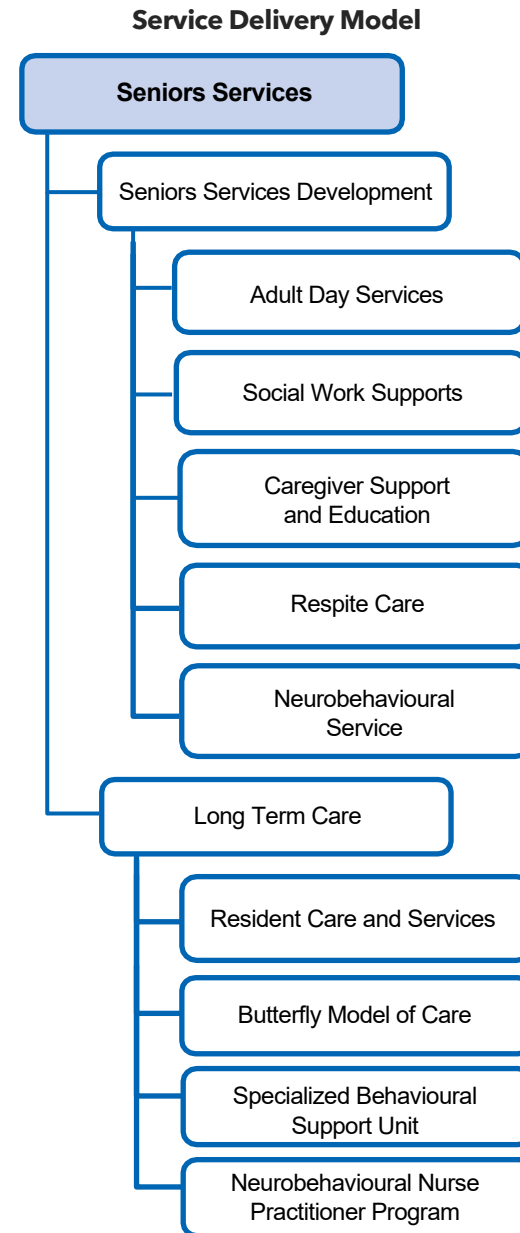 Service Delivery Model
Seniors Services
Seniors Services Development
Adult Day Services
Social Work Supports
Caregiver Support
and Education
Respite Care
Neurobehavioural
Service
Long Term Care
Resident Care and Services
Butterfly Model of Care
Specialized Behavioural
Support Unit
Neurobehavioural Nurse
Practitioner Program